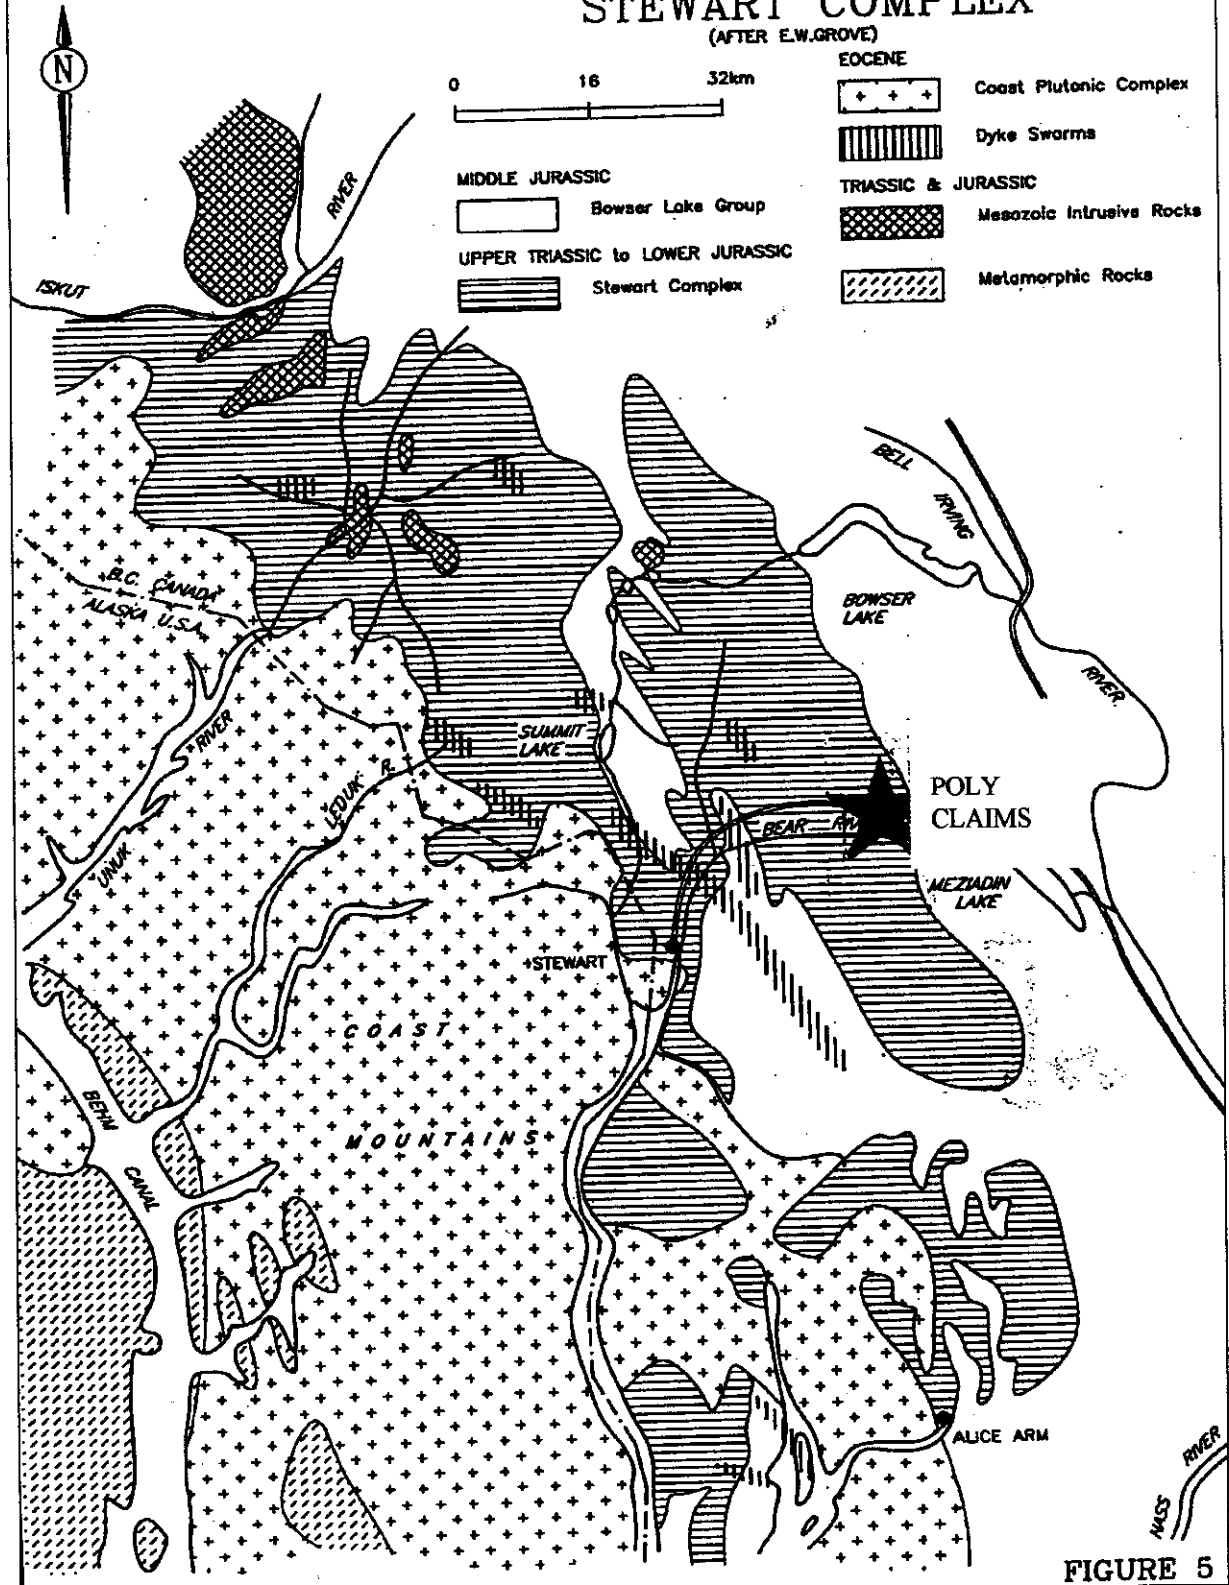 STEWART COMPLEX
(AFTER E.W.GROVE)
N
0 16 32km
EOCENE
Coast Plutonic Complex
Dyke Swarms
MIDDLE JURASSIC
Bowser Lake Group
TRIASSIC & JURASSIC
Mesozoic Intrusive Rocks
UPPER TRIASSIC to LOWER JURASSIC
Stewart Complex
Metamorphic Rocks
RIVER
ISKUT
BELL
IRVING
RIVER
B.C. CANADA
ALASKA U.S.A.
BOWSER
LAKE
UNUK
RIVER
LEDUK R.
SUMMIT
LAKE
POLY
CLAIMS
BEAR
MEZIADIN
LAKE
STEWART
COAST
MOUNTAINS
BEHM
CANAL
ALICE ARM
NASS
RIVER
FIGURE 5